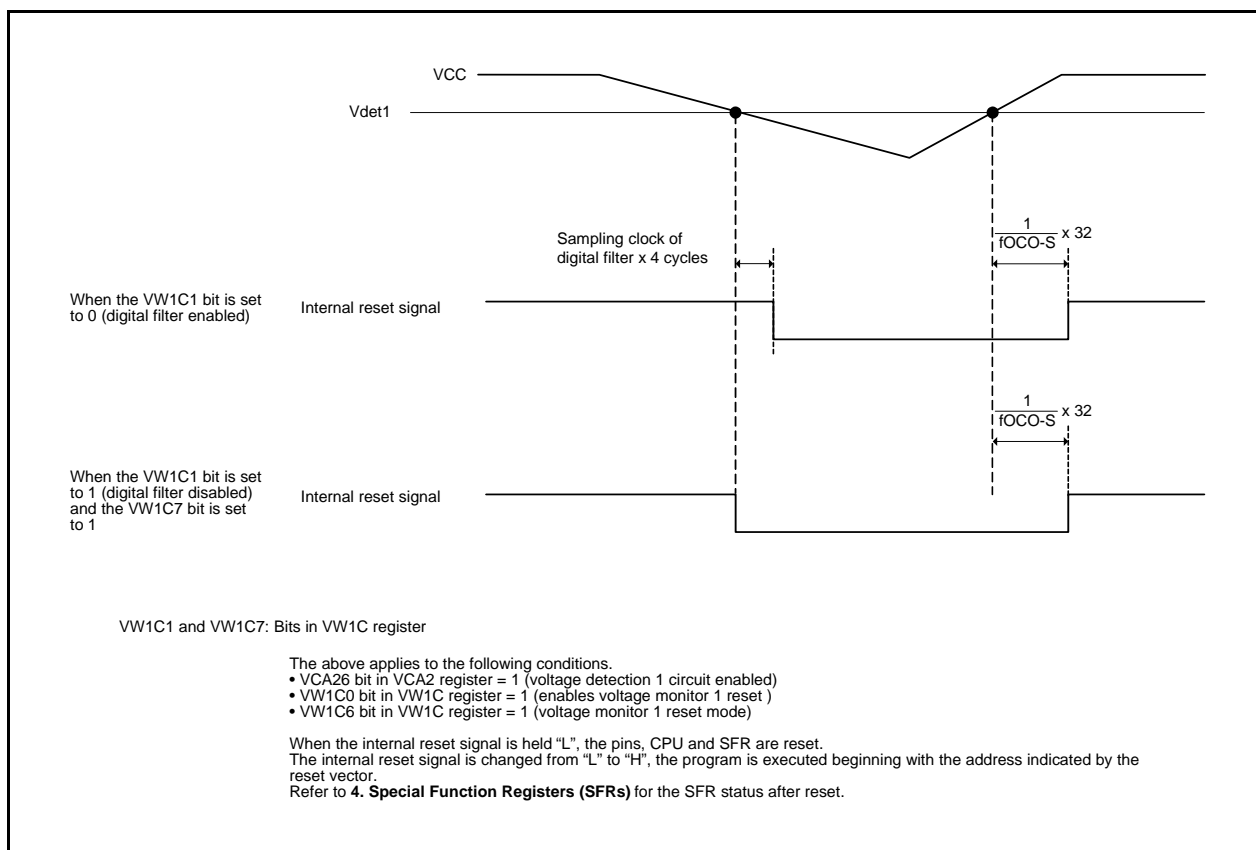 VCC
Vdet1
Sampling clock of
digital filter x 4 cycles
1
fOCO-S
x 32
When the VW1C1 bit is set
to 0 (digital filter enabled)
Internal reset signal
1
fOCO-S
x 32
When the VW1C1 bit is set
to 1 (digital filter disabled)
and the VW1C7 bit is set
to 1
Internal reset signal
VW1C1 and VW1C7: Bits in VW1C register
The above applies to the following conditions.
• VCA26 bit in VCA2 register = 1 (voltage detection 1 circuit enabled)
• VW1C0 bit in VW1C register = 1 (enables voltage monitor 1 reset )
• VW1C6 bit in VW1C register = 1 (voltage monitor 1 reset mode)
When the internal reset signal is held “L”, the pins, CPU and SFR are reset.
The internal reset signal is changed from “L” to “H”, the program is executed beginning with the address indicated by the
reset vector.
Refer to 4. Special Function Registers (SFRs) for the SFR status after reset.